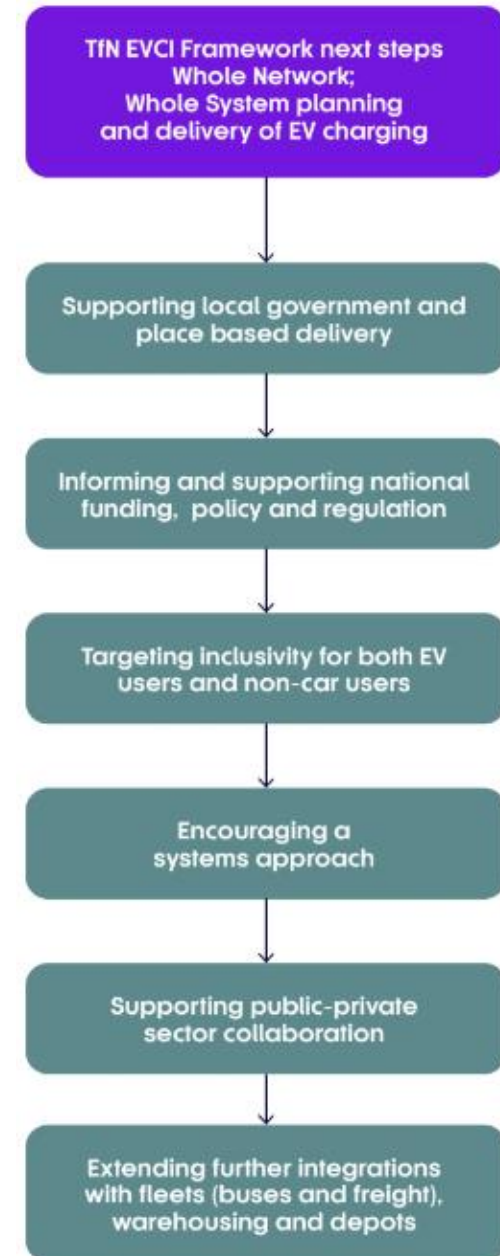 TfN EVCI Framework next steps
Whole Network;
Whole System planning
and delivery of EV charging
Supporting local government and
place based delivery
Informing and supporting national
funding, policy and regulation
Targeting inclusivity for both EV
users and non-car users
Encouraging a
systems approach
Supporting public-private
sector collaboration
Extending further integrations
with fleets (buses and freight),
warehousing and depots